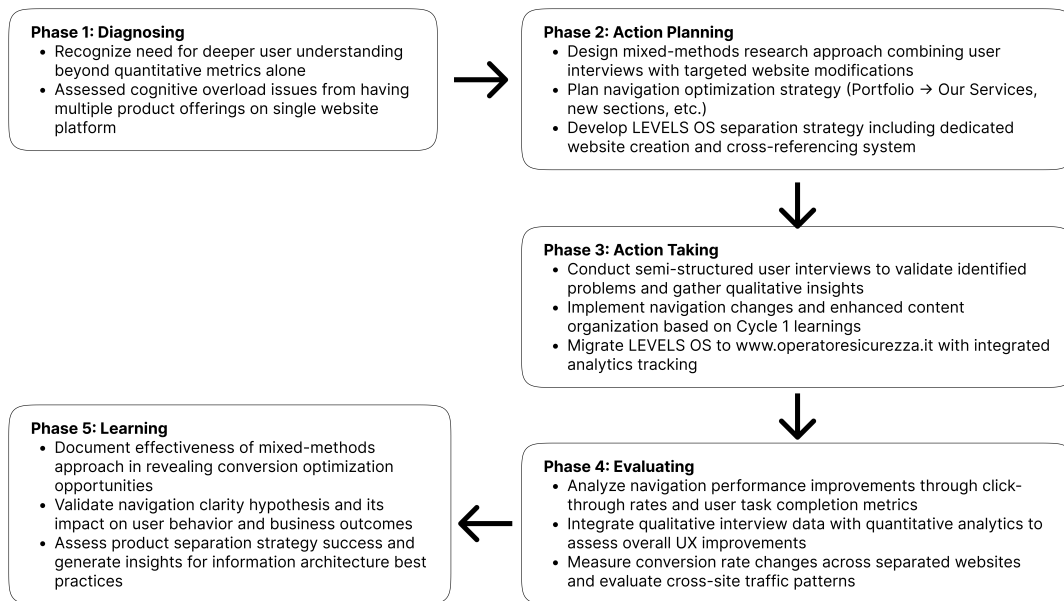 Phase 1: Diagnosing
• Recognize need for deeper user understanding
beyond quantitative metrics alone
• Assessed cognitive overload issues from having
multiple product offerings on single website
platform
Phase 2: Action Planning
• Design mixed-methods research approach combining user
interviews with targeted website modifications
• Plan navigation optimization strategy (Portfolio → Our Services,
new sections, etc.)
• Develop LEVELS OS separation strategy including dedicated
website creation and cross-referencing system
Phase 3: Action Taking
• Conduct semi-structured user interviews to validate identified
problems and gather qualitative insights
• Implement navigation changes and enhanced content
organization based on Cycle 1 learnings
• Migrate LEVELS OS to www.operatoresicurezza.it with integrated
analytics tracking
Phase 4: Evaluating
• Analyze navigation performance improvements through click-
through rates and user task completion metrics
• Integrate qualitative interview data with quantitative analytics to
assess overall UX improvements
• Measure conversion rate changes across separated websites
and evaluate cross-site traffic patterns
Phase 5: Learning
• Document effectiveness of mixed-methods
approach in revealing conversion optimization
opportunities
• Validate navigation clarity hypothesis and its
impact on user behavior and business outcomes
• Assess product separation strategy success and
generate insights for information architecture best
practices